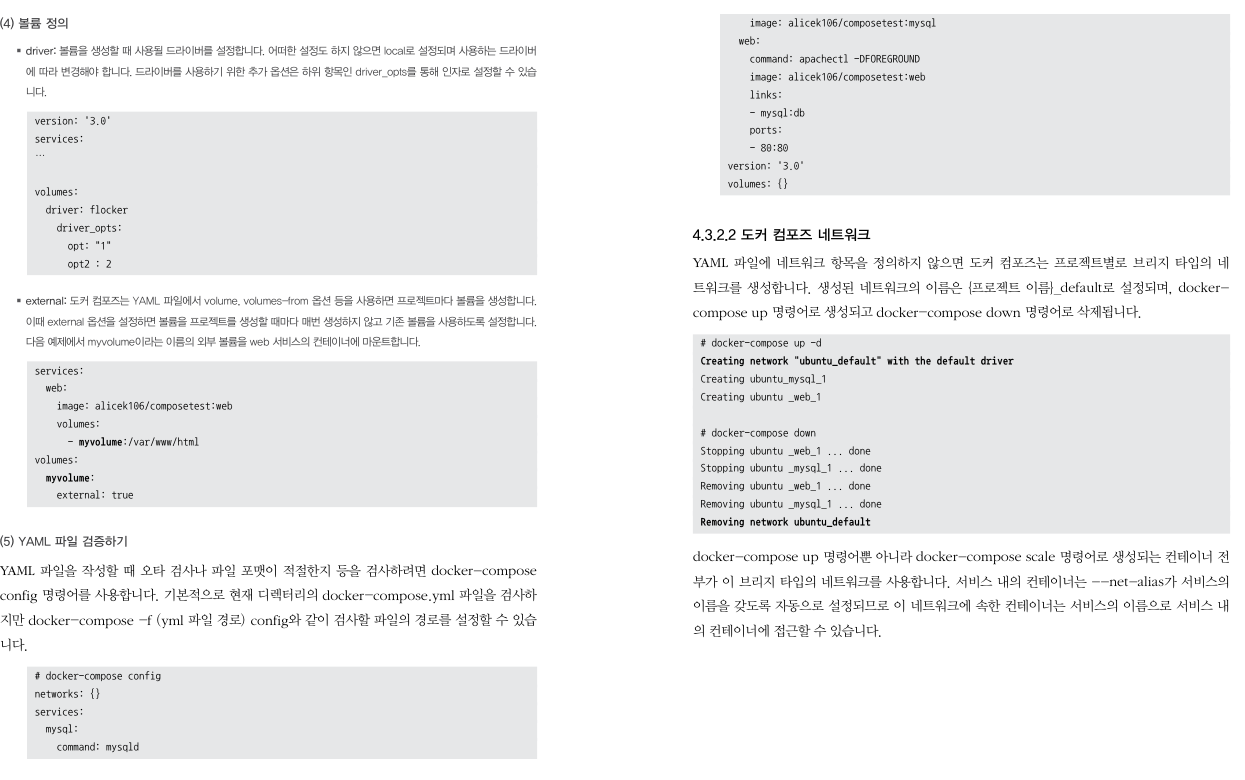 (4) 볼륨 정의
▪ driver: 볼륨을 생성할 때 사용될 드라이버를 설정합니다. 어떠한 설정도 하지 않으면 local로 설정되며 사용하는 드라이버
에 따라 변경해야 합니다. 드라이버를 사용하기 위한 추가 옵션은 하위 항목인 driver_opts를 통해 인자로 설정할 수 있습
니다.
version: '3.0'
services:
…
volumes:
  driver: flocker
    driver_opts:
      opt: "1"
      opt2 : 2
▪ external: 도커 컴포즈는 YAML 파일에서 volume, volumes-from 옵션 등을 사용하면 프로젝트마다 볼륨을 생성합니다.
이때 external 옵션을 설정하면 볼륨을 프로젝트를 생성할 때마다 매번 생성하지 않고 기존 볼륨을 사용하도록 설정합니다.
다음 예제에서 myvolume이라는 이름의 외부 볼륨을 web 서비스의 컨테이너에 마운트합니다.
services:
  web:
    image: alicek106/composetest:web
    volumes:
      - myvolume:/var/www/html
volumes:
  myvolume:
    external: true
(5) YAML 파일 검증하기
YAML 파일을 작성할 때 오타 검사나 파일 포맷이 적절한지 등을 검사하려면 docker-compose
config 명령어를 사용합니다. 기본적으로 현재 디렉터리의 docker-compose.yml 파일을 검사하
지만 docker-compose -f (yml 파일 경로) config와 같이 검사할 파일의 경로를 설정할 수 있습
니다.
# docker-compose config
networks: {}
services:
  mysql:
    command: mysqld
    image: alicek106/composetest:mysql
  web:
    command: apachectl -DFOREGROUND
    image: alicek106/composetest:web
    links:
    - mysql:db
    ports:
    - 80:80
version: '3.0'
volumes: {}
4.3.2.2 도커 컴포즈 네트워크
YAML 파일에 네트워크 항목을 정의하지 않으면 도커 컴포즈는 프로젝트별로 브리지 타입의 네
트워크를 생성합니다. 생성된 네트워크의 이름은 {프로젝트 이름}_default로 설정되며, docker-
compose up 명령어로 생성되고 docker-compose down 명령어로 삭제됩니다.
# docker-compose up -d
Creating network "ubuntu_default" with the default driver
Creating ubuntu_mysql_1
Creating ubuntu _web_1
# docker-compose down
Stopping ubuntu _web_1 ... done
Stopping ubuntu _mysql_1 ... done
Removing ubuntu _web_1 ... done
Removing ubuntu _mysql_1 ... done
Removing network ubuntu_default
docker-compose up 명령어뿐 아니라 docker-compose scale 명령어로 생성되는 컨테이너 전
부가 이 브리지 타입의 네트워크를 사용합니다. 서비스 내의 컨테이너는 --net-alias가 서비스의
이름을 갖도록 자동으로 설정되므로 이 네트워크에 속한 컨테이너는 서비스의 이름으로 서비스 내
의 컨테이너에 접근할 수 있습니다.